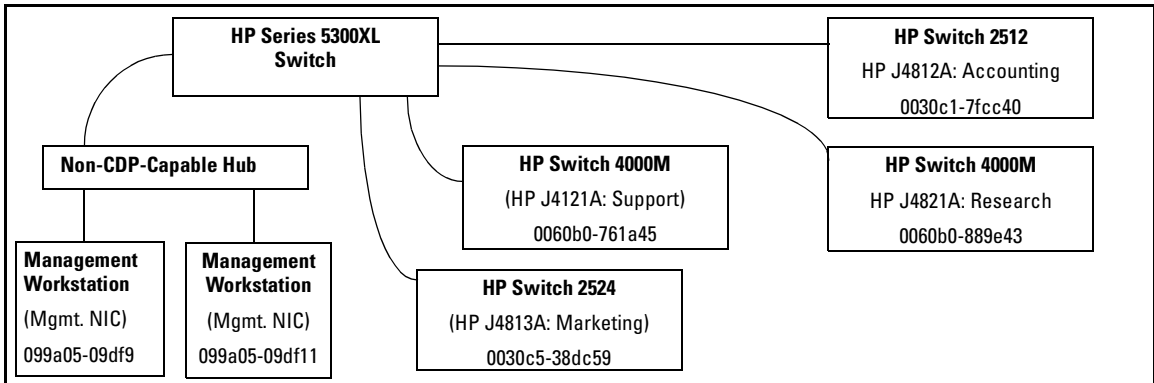 HP Series 5300XL
Switch
HP Switch 2512
HP J4812A: Accounting
0030c1-7fcc40
Non-CDP-Capable Hub
HP Switch 4000M
(HP J4121A: Support)
0060b0-761a45
HP Switch 4000M
HP J4821A: Research
0060b0-889e43
Management
Workstation
(Mgmt. NIC)
099a05-09df9
Management
Workstation
(Mgmt. NIC)
099a05-09df11
HP Switch 2524
(HP J4813A: Marketing)
0030c5-38dc59